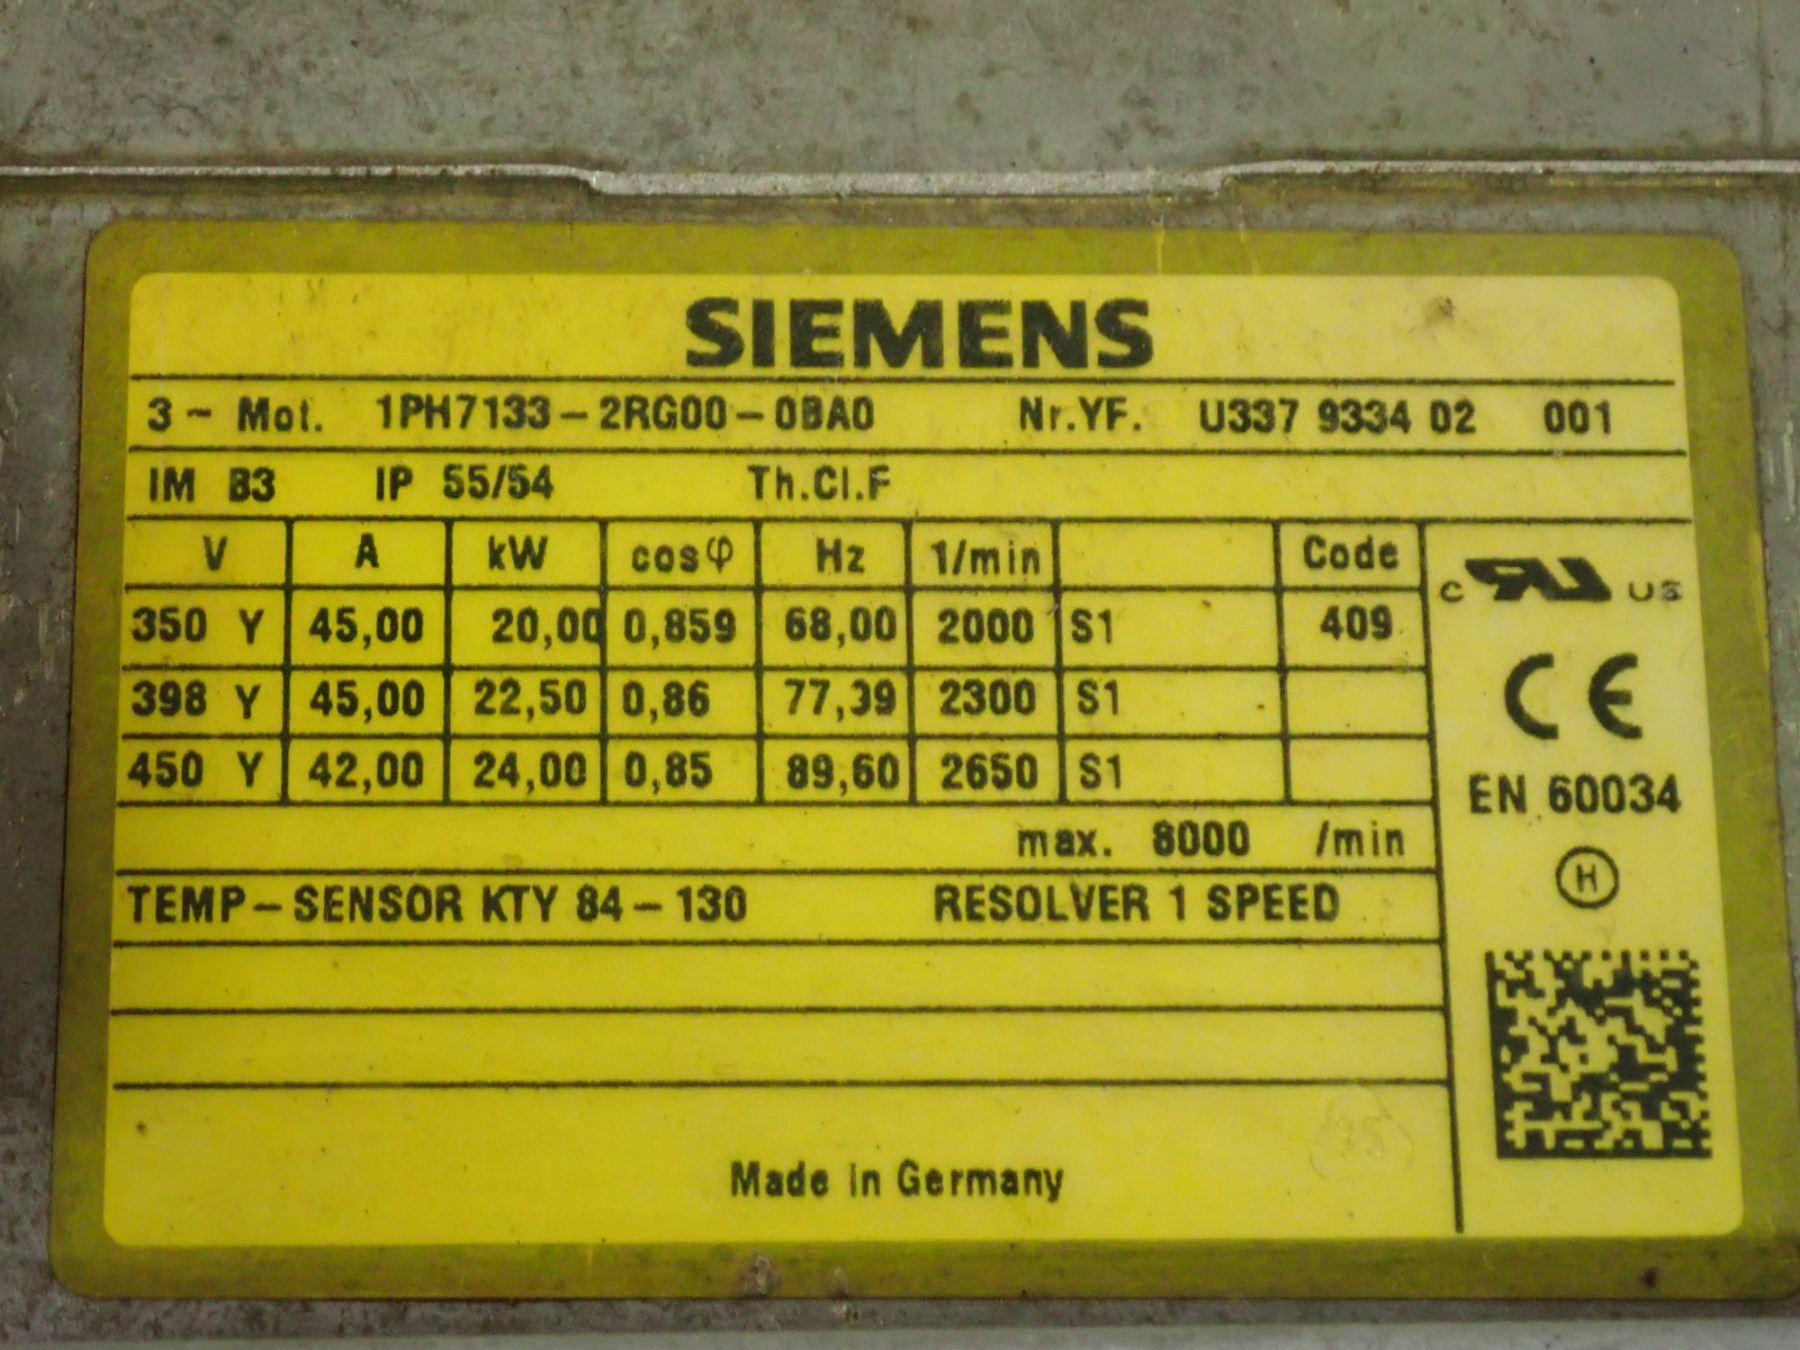 SIEMENS
3 ~ Mot. 1PH7133-2RG00-0BA0 Nr.YF. U337 9334 02 001
IM B3 IP 55/54 Th.Cl.F
V A kW cosφ Hz 1/min Code
350 Y 45,00 20,00 0,859 68,00 2000 S1 409
398 Y 45,00 22,50 0,86 77,99 2300 S1
450 Y 42,00 24,00 0,85 89,60 2650 S1
max. 8000 /min
TEMP-SENSOR KTY 84-130 RESOLVER 1 SPEED
Made in Germany
c RU US
CE
EN 60034
H